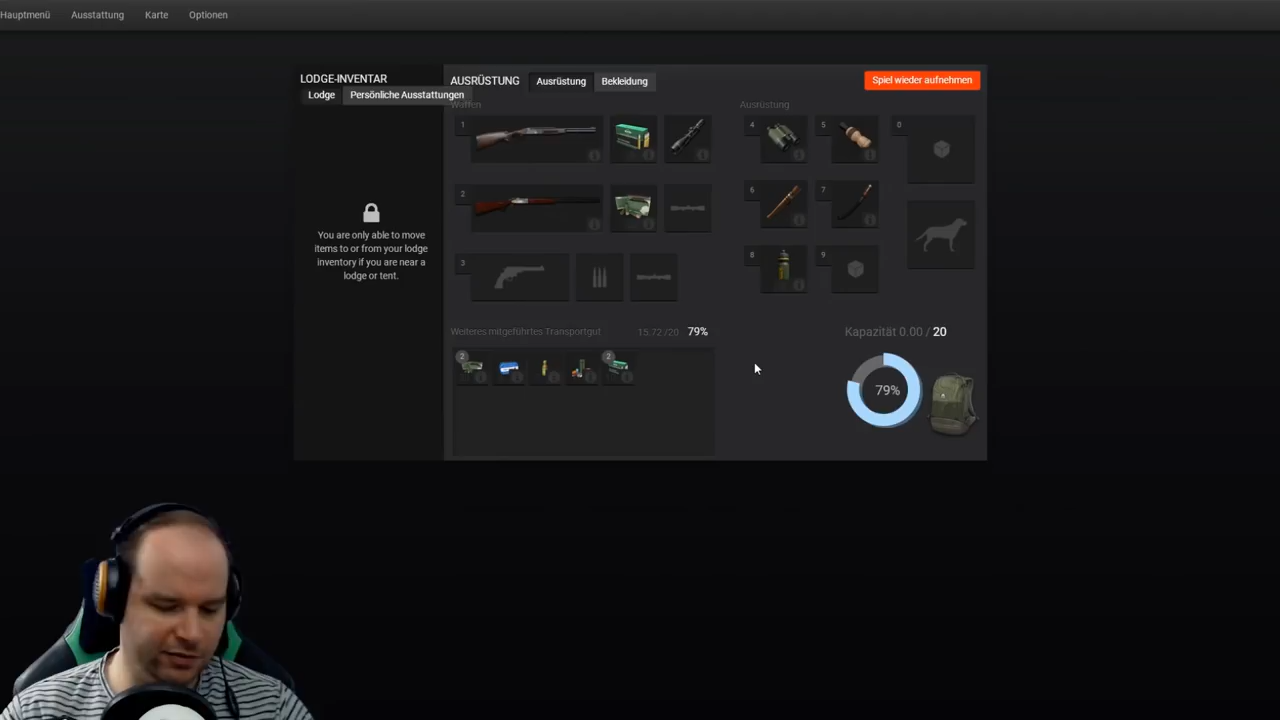 Hauptmenü Ausstattung Karte Optionen
LODGE-INVENTAR
Lodge Persönliche Ausstattungen
You are only able to move
items to or from your lodge
inventory if you are near a
lodge or tent.
AUSRÜSTUNG Ausrüstung Bekleidung
Spiel wieder aufnehmen
Waffen
1
2
3
Ausrüstung
4 5 0
6 7
8 9
Weiteres mitgeführtes Transportgut 15.72 /20 79%
2 2
Kapazität 0.00 / 20
79%